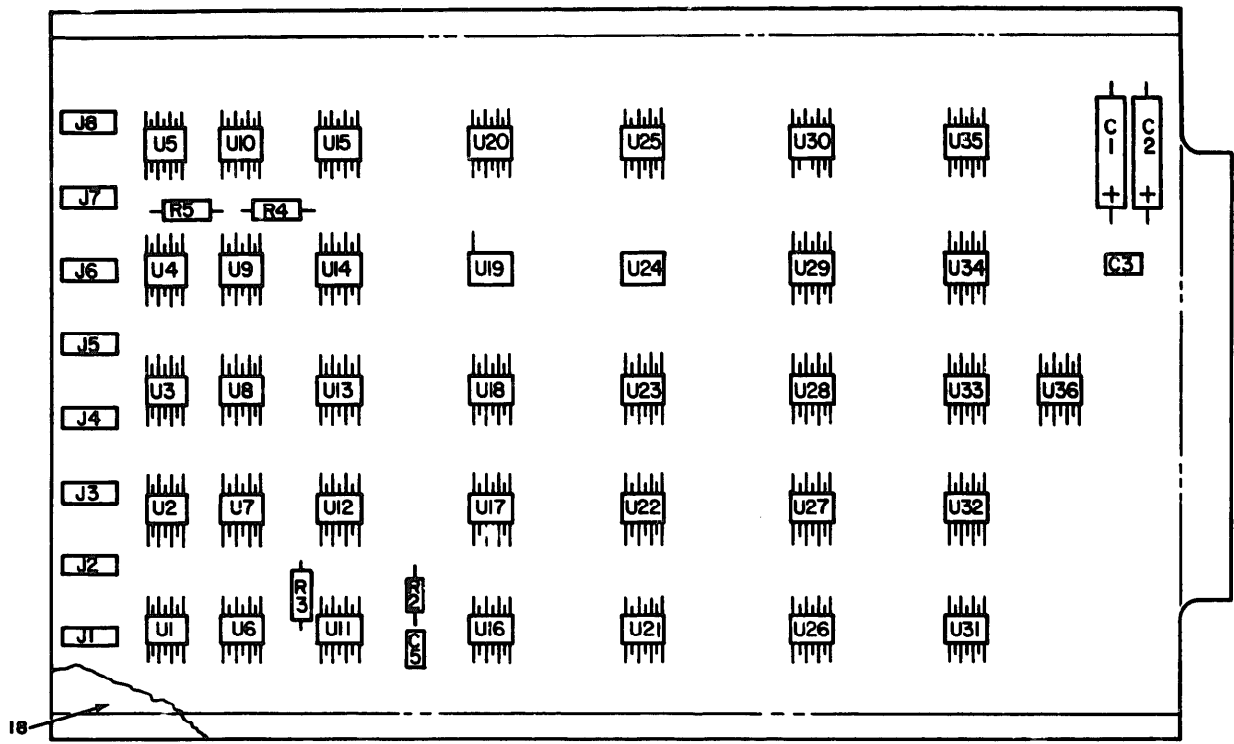 J8 U5 U10 U15 U20 U25 U30 U35 C1 + C2 +
J7 R5 R4
J6 U4 U9 U14 U19 U24 U29 U34 C3
J5
U3 U8 U13 U18 U23 U28 U33 U36
J4
J3 U2 U7 U12 U17 U22 U27 U32
J2 R3 R2
J1 U1 U6 U11 C5 U16 U21 U26 U31
18